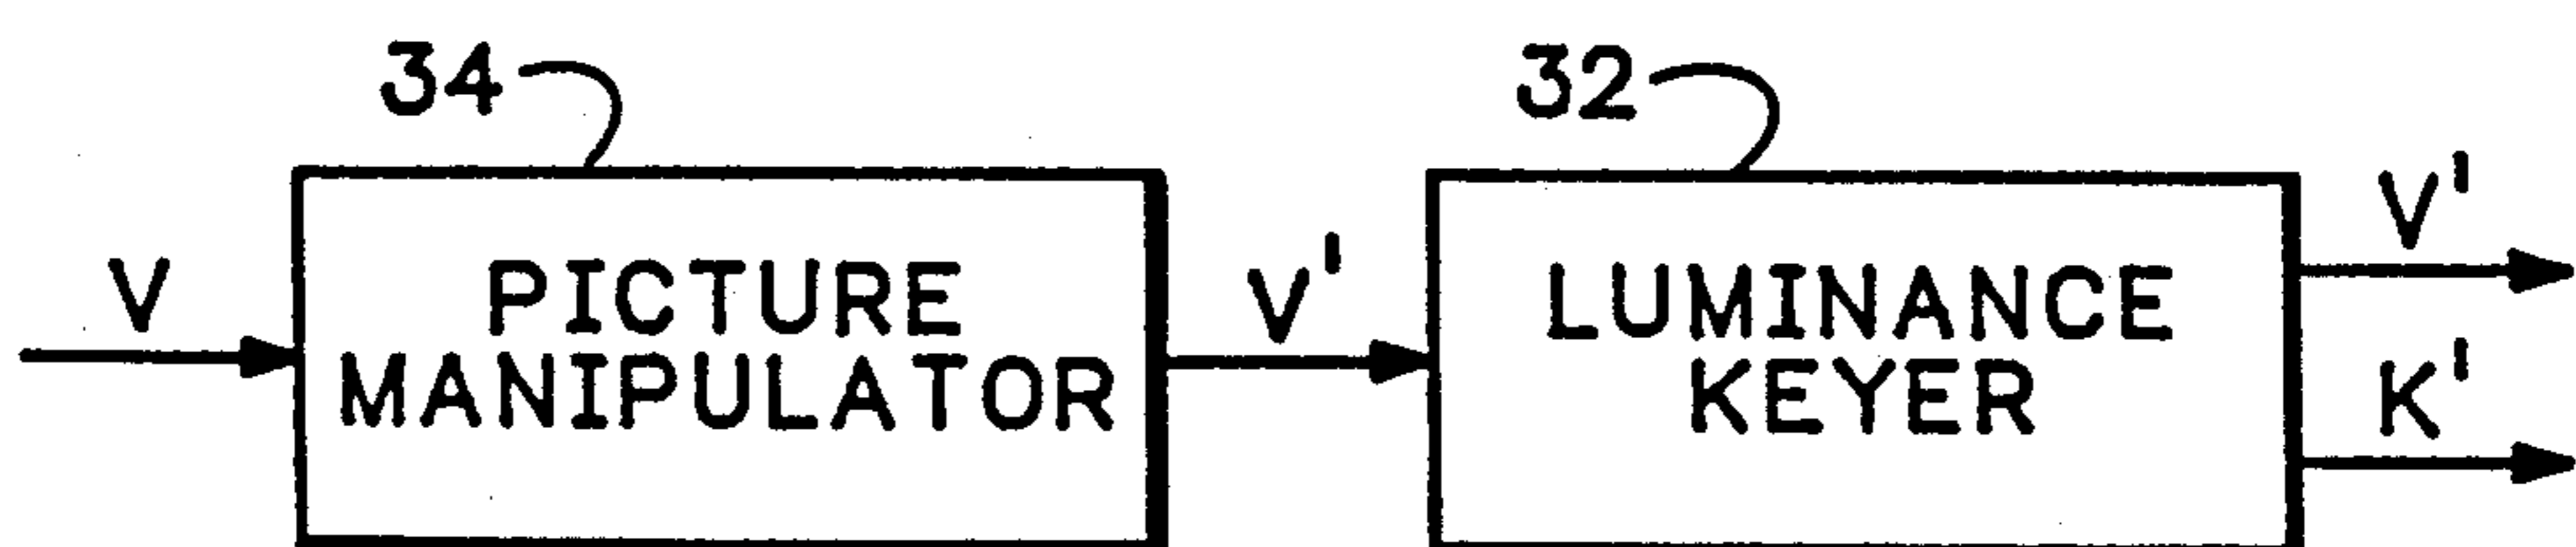 34
32
V
PICTURE
MANIPULATOR
V'
LUMINANCE
KEYER
V'
K'